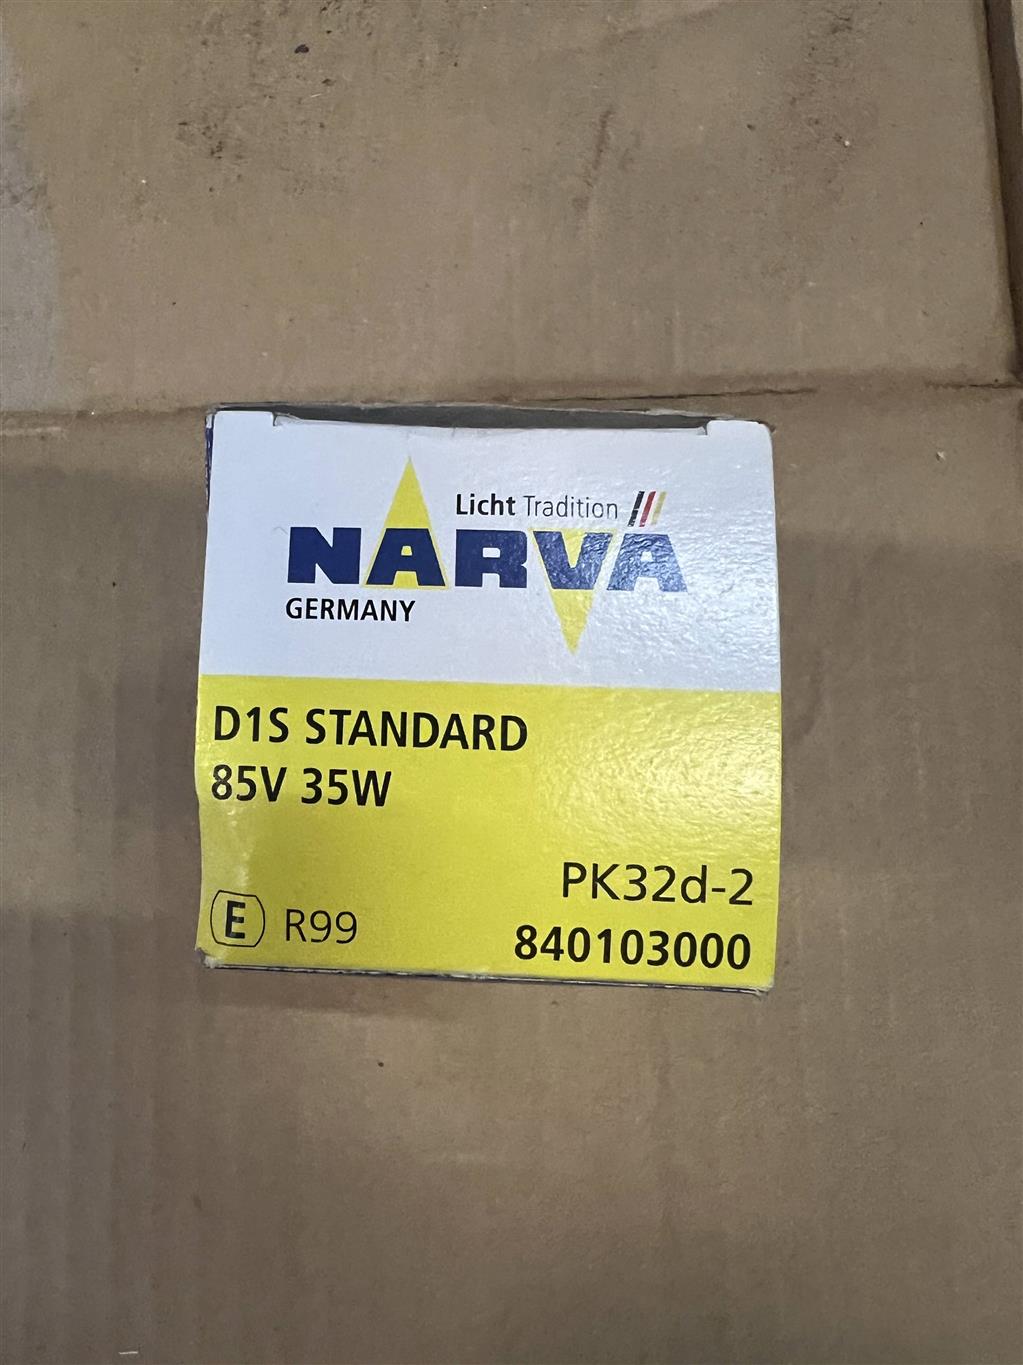 Licht Tradition
NARVA
GERMANY
D1S STANDARD
85V 35W
PK32d-2
E R99
840103000